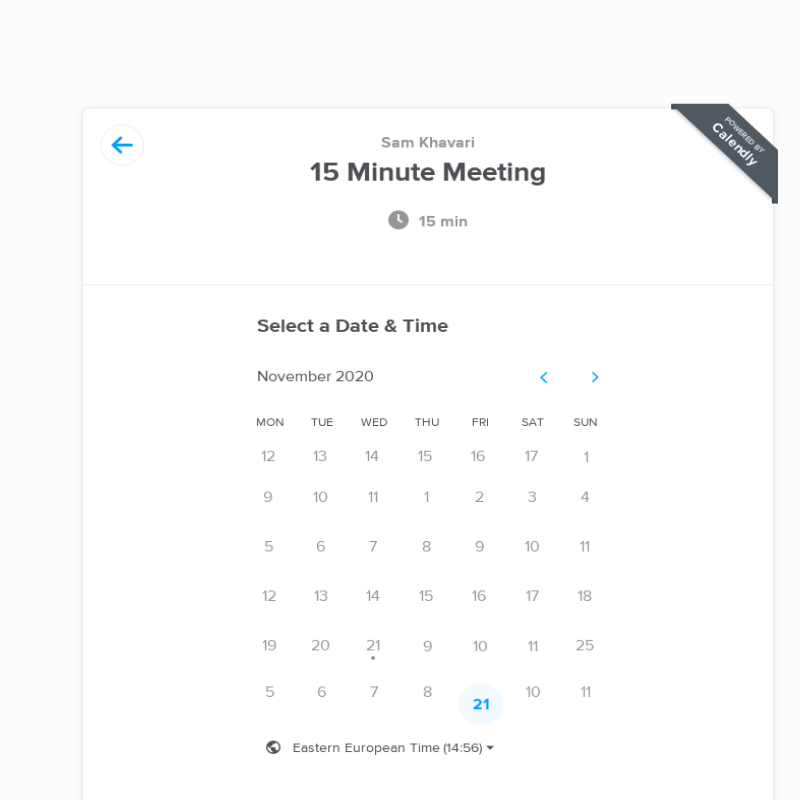 POWERED BY
Calendly
Sam Khavari
15 Minute Meeting
15 min
Select a Date & Time
November 2020
MON TUE WED THU FRI SAT SUN
12 13 14 15 16 17 1
9 10 11 1 2 3 4
5 6 7 8 9 10 11
12 13 14 15 16 17 18
19 20 21 9 10 11 25
5 6 7 8 21 10 11
Eastern European Time (14:56)